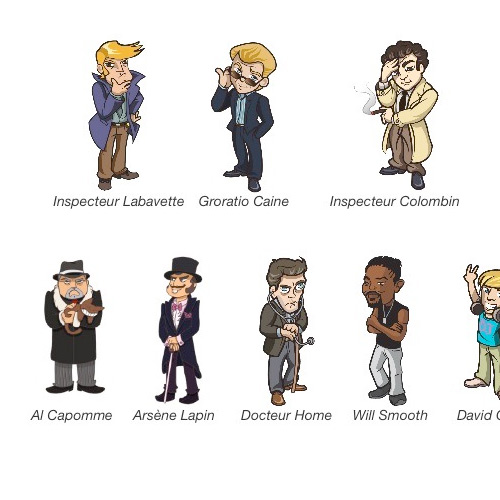 Inspecteur Labavette Groratio Caine Inspecteur Colombin
Al Capomme Arsène Lapin Docteur Home Will Smooth David